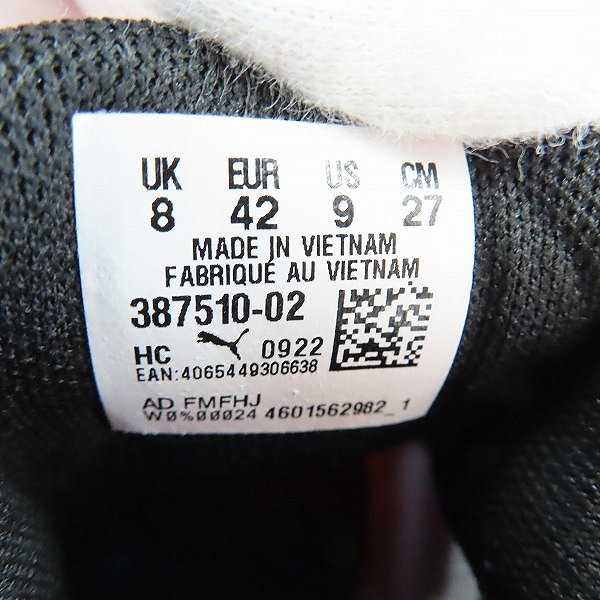 UK EUR US CM
8 42 9 27
MADE IN VIETNAM
FABRIQUÉ AU VIETNAM
387510-02
HC 0922
EAN:4065449306638
AD FMFHJ
W0%00024 4601562982_1